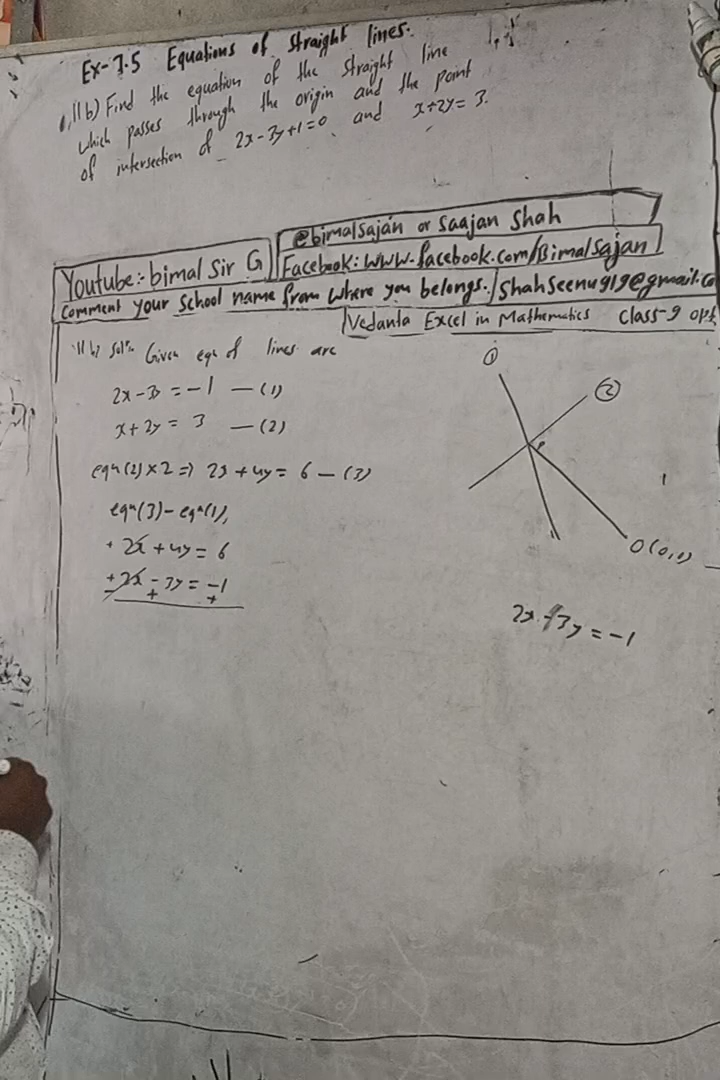 Ex-7.5 Equations of straight lines.
11 b) Find the equation of the straight line
which passes through the origin and the point
of intersection of 2x-3y+1=0 and x+2y=3.
@bimalsajan or saajan shah
Youtube:- bimal Sir G
Facebook: www.facebook.com/Bimalsajan
Comment your school name from where you belongs./shahseenu919@gmail.co
Vedanta Excel in Mathematics Class-9 opt
11 b) Solⁿ. Given eqn of lines are
2x-3y = -1 — (1)
x+2y = 3 — (2)
eqn(2)×2 => 2x+4y = 6 — (3)
eqⁿ(3) - eqⁿ(1),
+2x+4y = 6
+2x-3y = -1
- + +
①
②
P
O(0,0)
2x-3y = -1